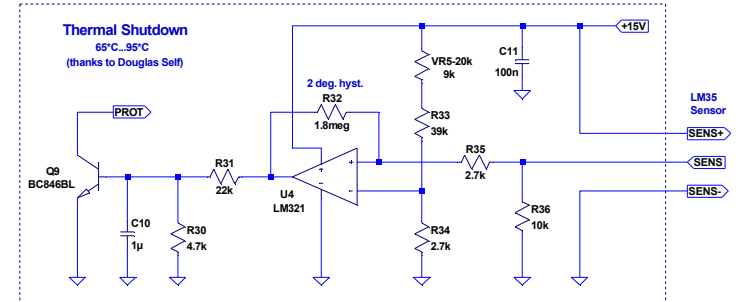 Thermal Shutdown
65°C...95°C
(thanks to Douglas Self)
+15V
C11
100n
VR5-20k
9k
2 deg. hyst.
R32
1.8meg
R33
39k
LM35
Sensor
PROT
SENS+
Q9
BC846BL
R31
22k
R35
2.7k
SENS
U4
LM321
SENS-
C10
1µ
R30
4.7k
R34
2.7k
R36
10k